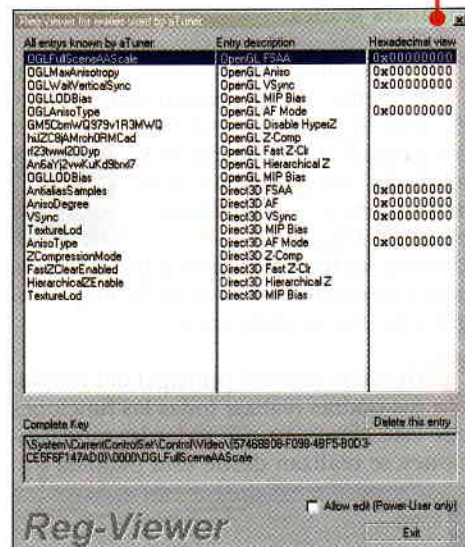 Reg-Viewer for entries used by aTuner
All entrys known by aTuner Entry description Hexadecimal view
OGLFullSceneAAScale OpenGL FSAA 0x00000000
OGLMaxAnisotropy OpenGL Aniso 0x00000000
OGLWaitVerticalSync OpenGL VSync 0x00000000
OGLLODBias OpenGL MIP Bias
OGLAnisoType OpenGL AF Mode 0x00000000
OpenGL Disable HyperZ
OpenGL Z-Comp
OpenGL Fast Z-Clr
OpenGL Hierarchical Z
OGLLODBias OpenGL MIP Bias
AntialiasSamples Direct3D FSAA 0x00000000
AnisoDegree Direct3D AF 0x00000000
VSync Direct3D VSync 0x00000000
TextureLod Direct3D MIP Bias
AnisoType Direct3D AF Mode 0x00000000
ZCompressionMode Direct3D Z-Comp
FastZClearEnabled Direct3D Fast Z-Clr
HierarchicalZEnable Direct3D Hierarchical Z
TextureLod Direct3D MIP Bias
Complete Key Delete this entry
\System\CurrentControlSet\Control\Video\{57468808-F098-4BF5-B0D3-
CE6F6F147AD0}\0000\OGLFullSceneAAScale
Allow edit (Power-User only)
Reg-Viewer Exit